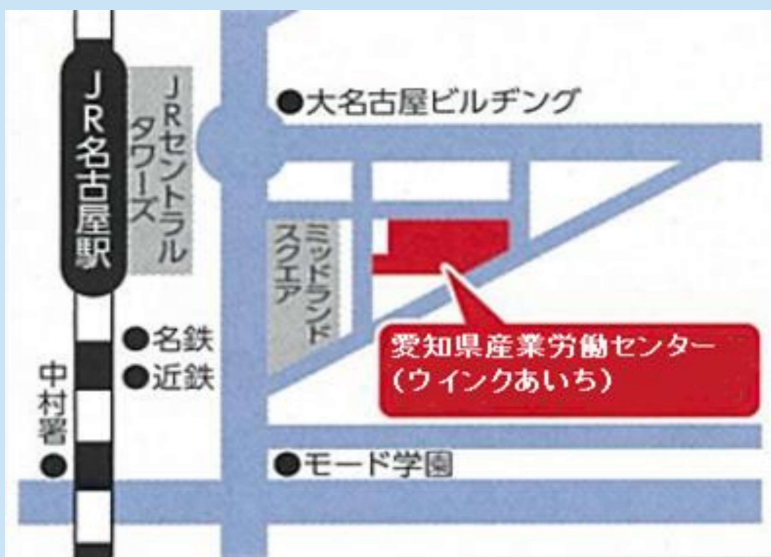 JR名古屋駅
JRセントラル
タワーズ
大名古屋ビルヂング
ミッドランド
スクエア
名鉄
近鉄
中村署
愛知県産業労働センター
(ウインクあいち)
モード学園